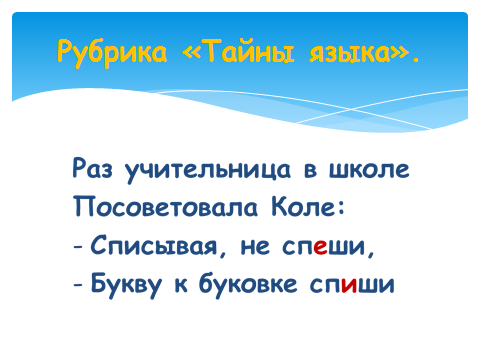 Рубрика «Тайны языка».
Раз учительница в школе
Посоветовала Коле:
- Списывая, не спеши,
- Букву к буковке спиши